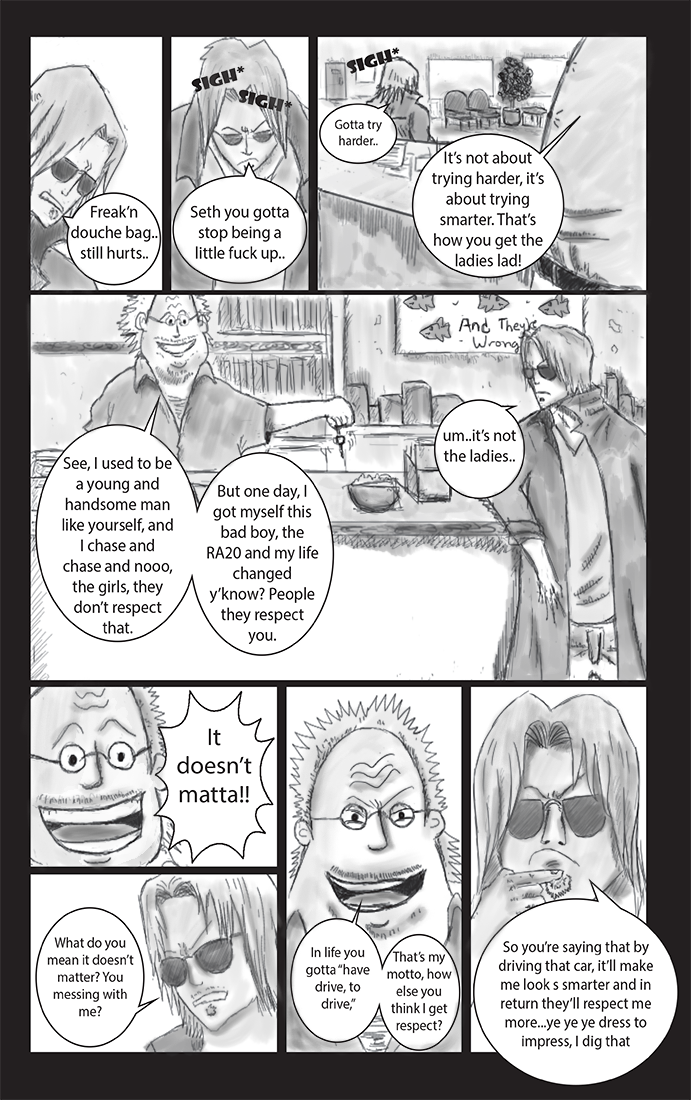 Freak'n
douche bag..
still hurts..
SIGH*
SIGH*
Seth you gotta
stop being a
little fuck up..
SIGH*
Gotta try
harder..
It's not about
trying harder, it's
about trying
smarter. That's
how you get the
ladies lad!
And They're
Wrong
um..it's not
the ladies..
See, I used to be
a young and
handsome man
like yourself, and
I chase and
chase and nooo,
the girls, they
don't respect
that.
But one day, I
got myself this
bad boy, the
RA20 and my life
changed
y'know? People
they respect
you.
It
doesn't
matta!!
What do you
mean it doesn't
matter? You
messing with
me?
In life you
gotta "have
drive, to
drive,"
That's my
motto, how
else you
think I get
respect?
So you're saying that by
driving that car, it'll make
me look s smarter and in
return they'll respect me
more...ye ye ye dress to
impress, I dig that